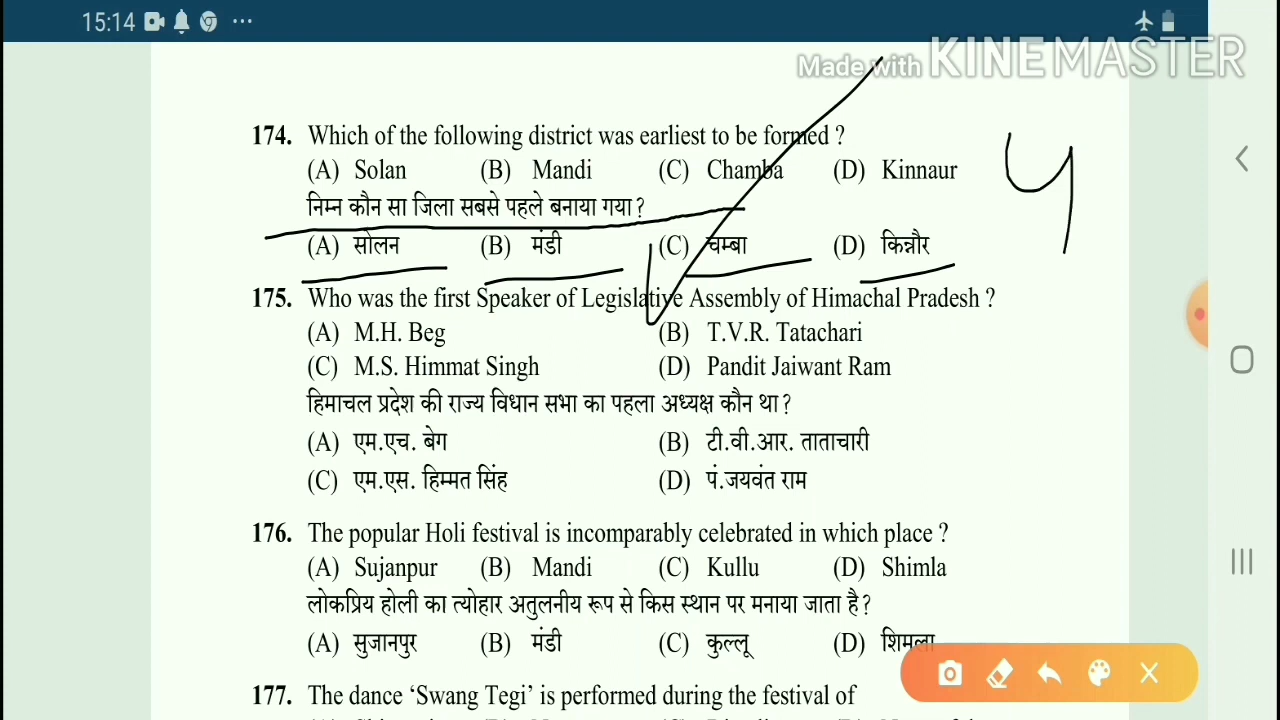 15:14
Made with KINEMASTER
174. Which of the following district was earliest to be formed ?
(A) Solan (B) Mandi (C) Chamba (D) Kinnaur
निम्न कौन सा जिला सबसे पहले बनाया गया?
(A) सोलन (B) मंडी (C) चम्बा (D) किन्नौर
175. Who was the first Speaker of Legislative Assembly of Himachal Pradesh ?
(A) M.H. Beg (B) T.V.R. Tatachari
(C) M.S. Himmat Singh (D) Pandit Jaiwant Ram
हिमाचल प्रदेश की राज्य विधान सभा का पहला अध्यक्ष कौन था?
(A) एम.एच. बेग (B) टी.वी.आर. ताताचारी
(C) एम.एस. हिम्मत सिंह (D) पं.जयवंत राम
176. The popular Holi festival is incomparably celebrated in which place ?
(A) Sujanpur (B) Mandi (C) Kullu (D) Shimla
लोकप्रिय होली का त्योहार अतुलनीय रूप से किस स्थान पर मनाया जाता है?
(A) सुजानपुर (B) मंडी (C) कुल्लू (D) शिमला
177. The dance ‘Swang Tegi’ is performed during the festival of